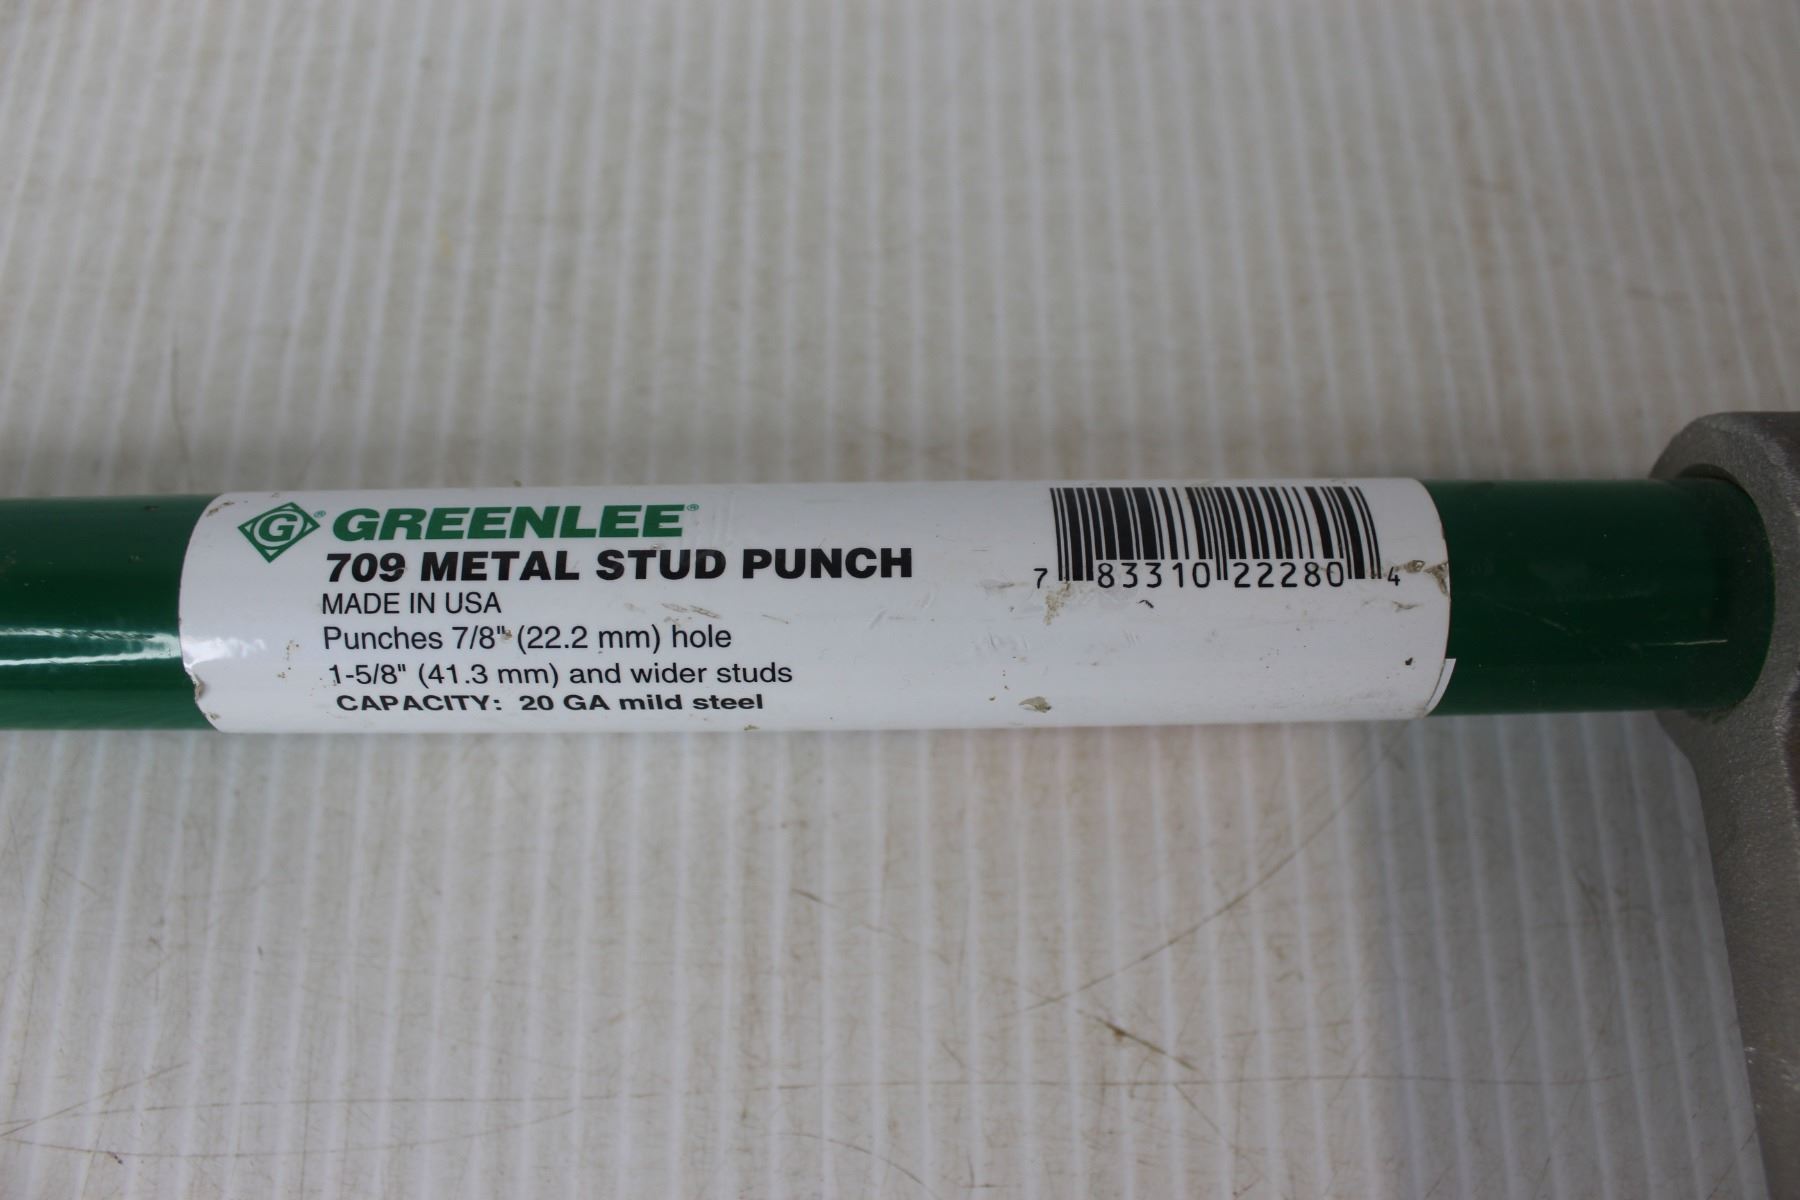 G® GREENLEE®
709 METAL STUD PUNCH
MADE IN USA
Punches 7/8" (22.2 mm) hole
1-5/8" (41.3 mm) and wider studs
CAPACITY: 20 GA mild steel
7 83310 22280 4